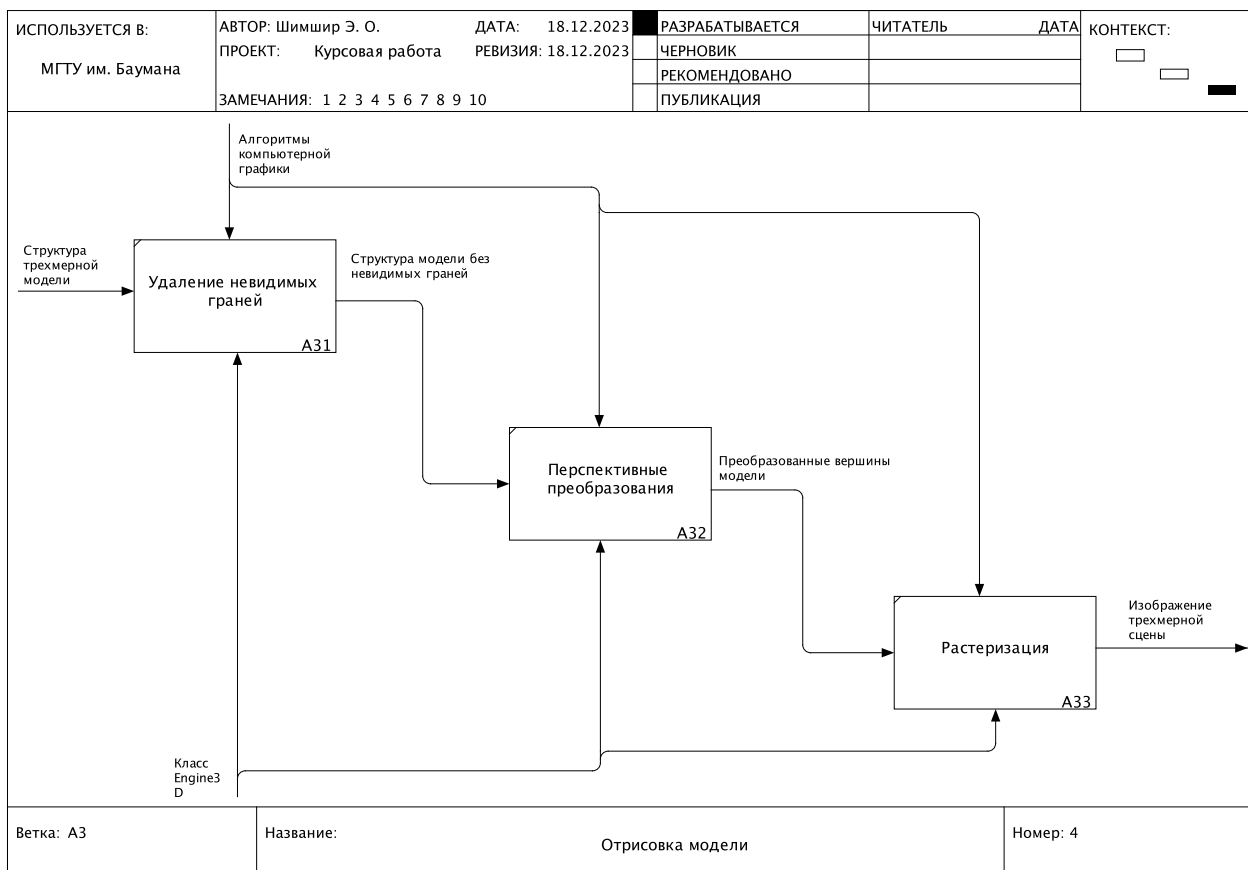 ИСПОЛЬЗУЕТСЯ В:
МГТУ им. Баумана
АВТОР: Шимшир Э. О.
ДАТА: 18.12.2023
ПРОЕКТ: Курсовая работа
РЕВИЗИЯ: 18.12.2023
ЗАМЕЧАНИЯ: 1 2 3 4 5 6 7 8 9 10
РАЗРАБАТЫВАЕТСЯ
ЧЕРНОВИК
РЕКОМЕНДОВАНО
ПУБЛИКАЦИЯ
ЧИТАТЕЛЬ
ДАТА
КОНТЕКСТ:
Алгоритмы
компьютерной
графики
Структура
трехмерной
модели
Удаление невидимых
граней
A31
Структура модели без
невидимых граней
Перспективные
преобразования
A32
Преобразованные вершины
модели
Растеризация
A33
Изображение
трехмерной
сцены
Класс
Engine3
D
Ветка: A3
Название:
Отрисовка модели
Номер: 4